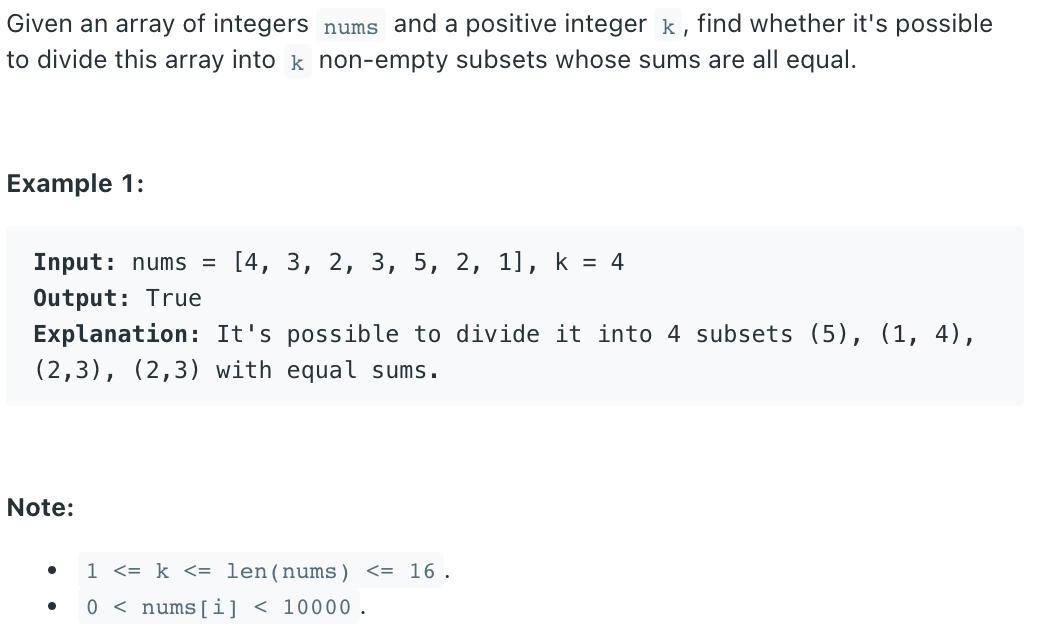 Given an array of integers nums and a positive integer k, find whether it's possible
to divide this array into k non-empty subsets whose sums are all equal.
Example 1:
Input: nums = [4, 3, 2, 3, 5, 2, 1], k = 4
Output: True
Explanation: It's possible to divide it into 4 subsets (5), (1, 4),
(2,3), (2,3) with equal sums.
Note:
• 1 <= k <= len(nums) <= 16.
• 0 < nums[i] < 10000.